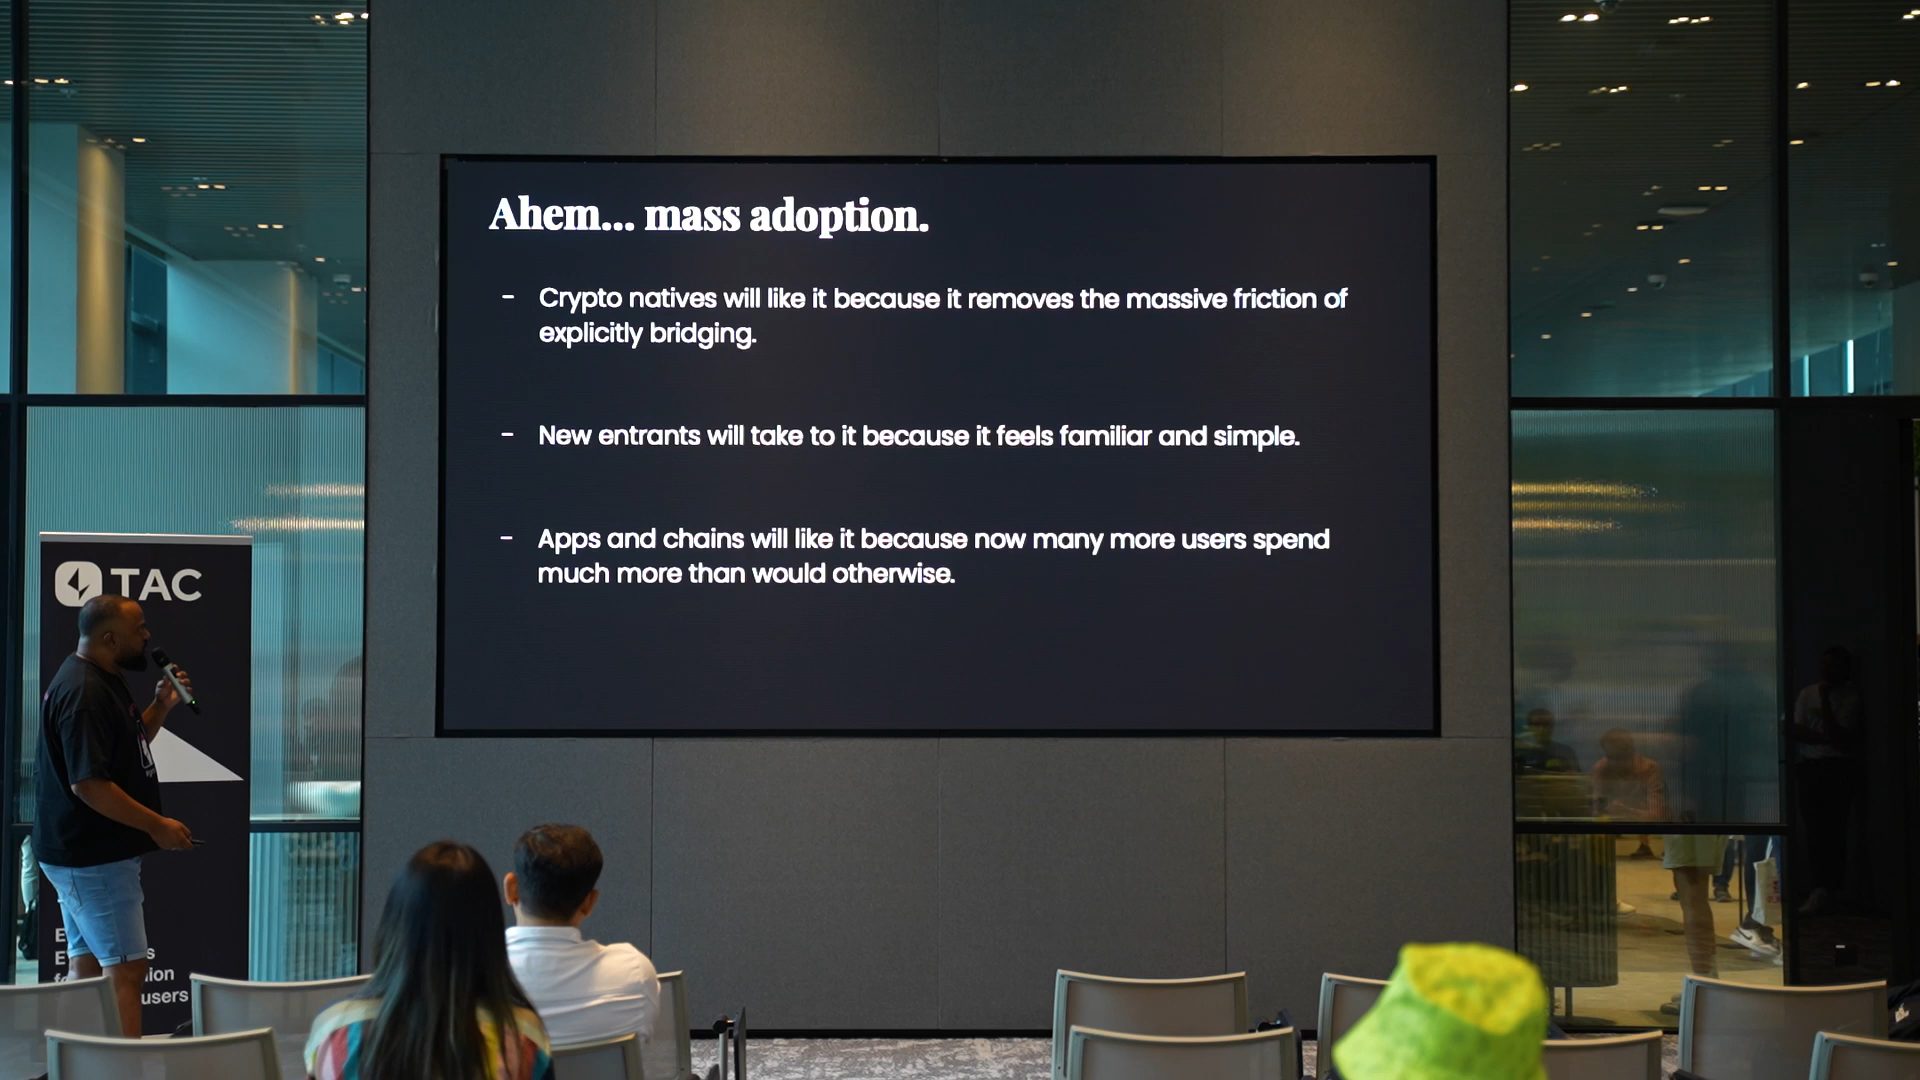 Ahem... mass adoption.
- Crypto natives will like it because it removes the massive friction of
explicitly bridging.
- New entrants will take to it because it feels familiar and simple.
- Apps and chains will like it because now many more users spend
much more than would otherwise.
TAC
users